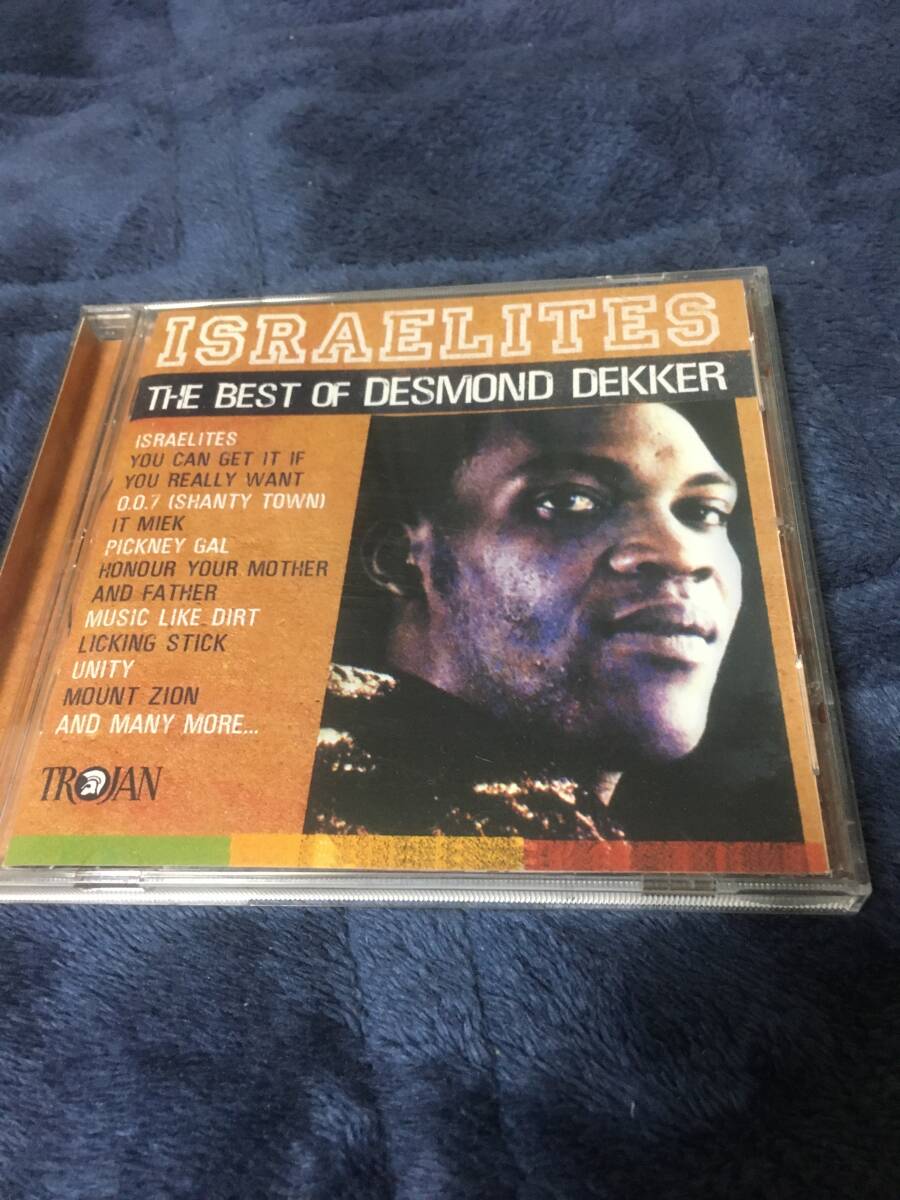 ISRAELITES
THE BEST OF DESMOND DEKKER
ISRAELITES
YOU CAN GET IT IF
YOU REALLY WANT
0.0.7 (SHANTY TOWN)
IT MIEK
PICKNEY GAL
HONOUR YOUR MOTHER
AND FATHER
MUSIC LIKE DIRT
LICKING STICK
UNITY
MOUNT ZION
AND MANY MORE...
TROJAN